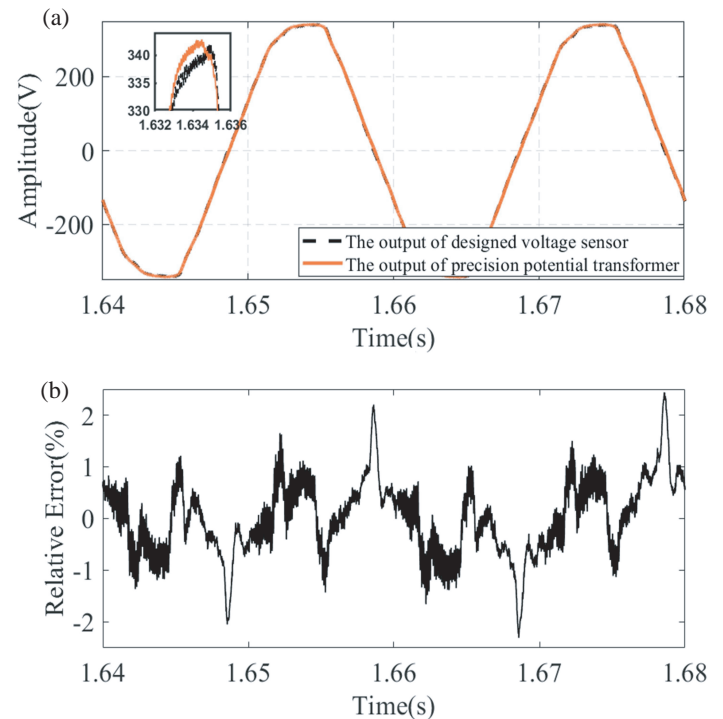 (a)
Amplitude(V)
200
0
-200
340
335
330
1.632 1.634 1.636
The output of designed voltage sensor
The output of precision potential transformer
1.64 1.65 1.66 1.67 1.68
Time(s)
(b)
Relative Error(%)
2
1
0
-1
-2
1.64 1.65 1.66 1.67 1.68
Time(s)